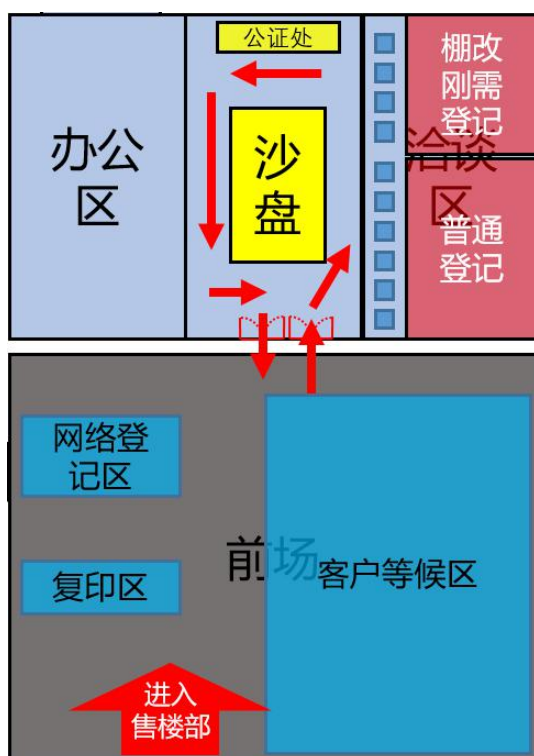 公证处
棚改
刚需
登记
办公
区
沙
盘
洽谈
区
普通
登记
网络登
记区
前场
客户等候区
复印区
进入
售楼部